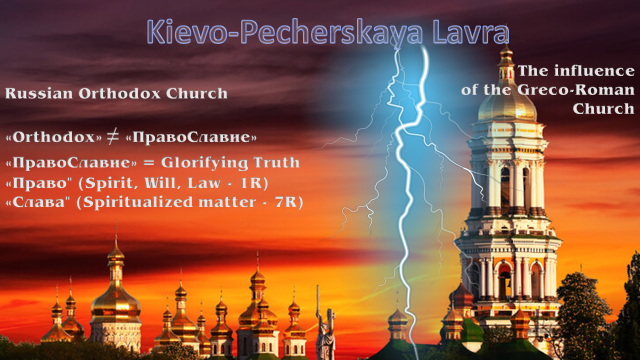 Kievo-Pecherskaya Lavra
Russian Orthodox Church
The influence
of the Greco-Roman
Church
«Orthodox» ≠ «ПравоСлавие»
«ПравоСлавие» = Glorifying Truth
«Право" (Spirit, Will, Law - 1R)
«Слава" (Spiritualized matter - 7R)